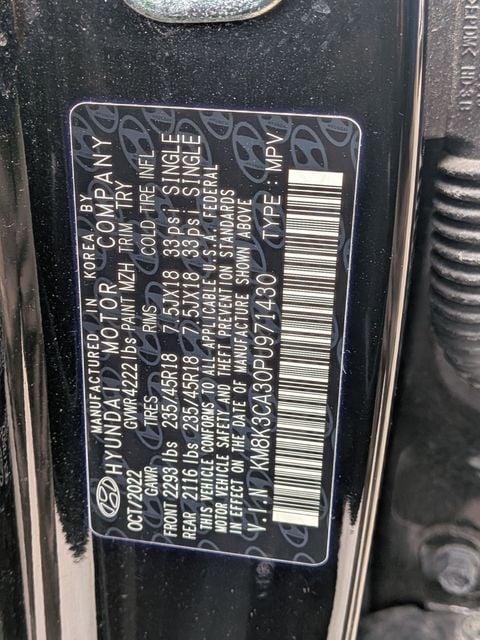 MANUFACTURED IN KOREA BY
HYUNDAI MOTOR COMPANY
OCT/2022 GVWR4222 lbs PAINT MZH TRIM TRY
GAWR TIRES RIMS COLD TIRE INFL
FRONT 2293 lbs 235/45R18 7.5JX18 33psi SINGLE
REAR 2116 lbs 235/45R18 7.5JX18 33psi SINGLE
THIS VEHICLE CONFORMS TO ALL APPLICABLE U.S.A. FEDERAL
MOTOR VEHICLE SAFETY AND THEFT PREVENTION STANDARDS
IN EFFECT ON THE DATE OF MANUFACTURE SHOWN ABOVE
V.I.N : KM8K3CA30PU971430 TYPE : MPV